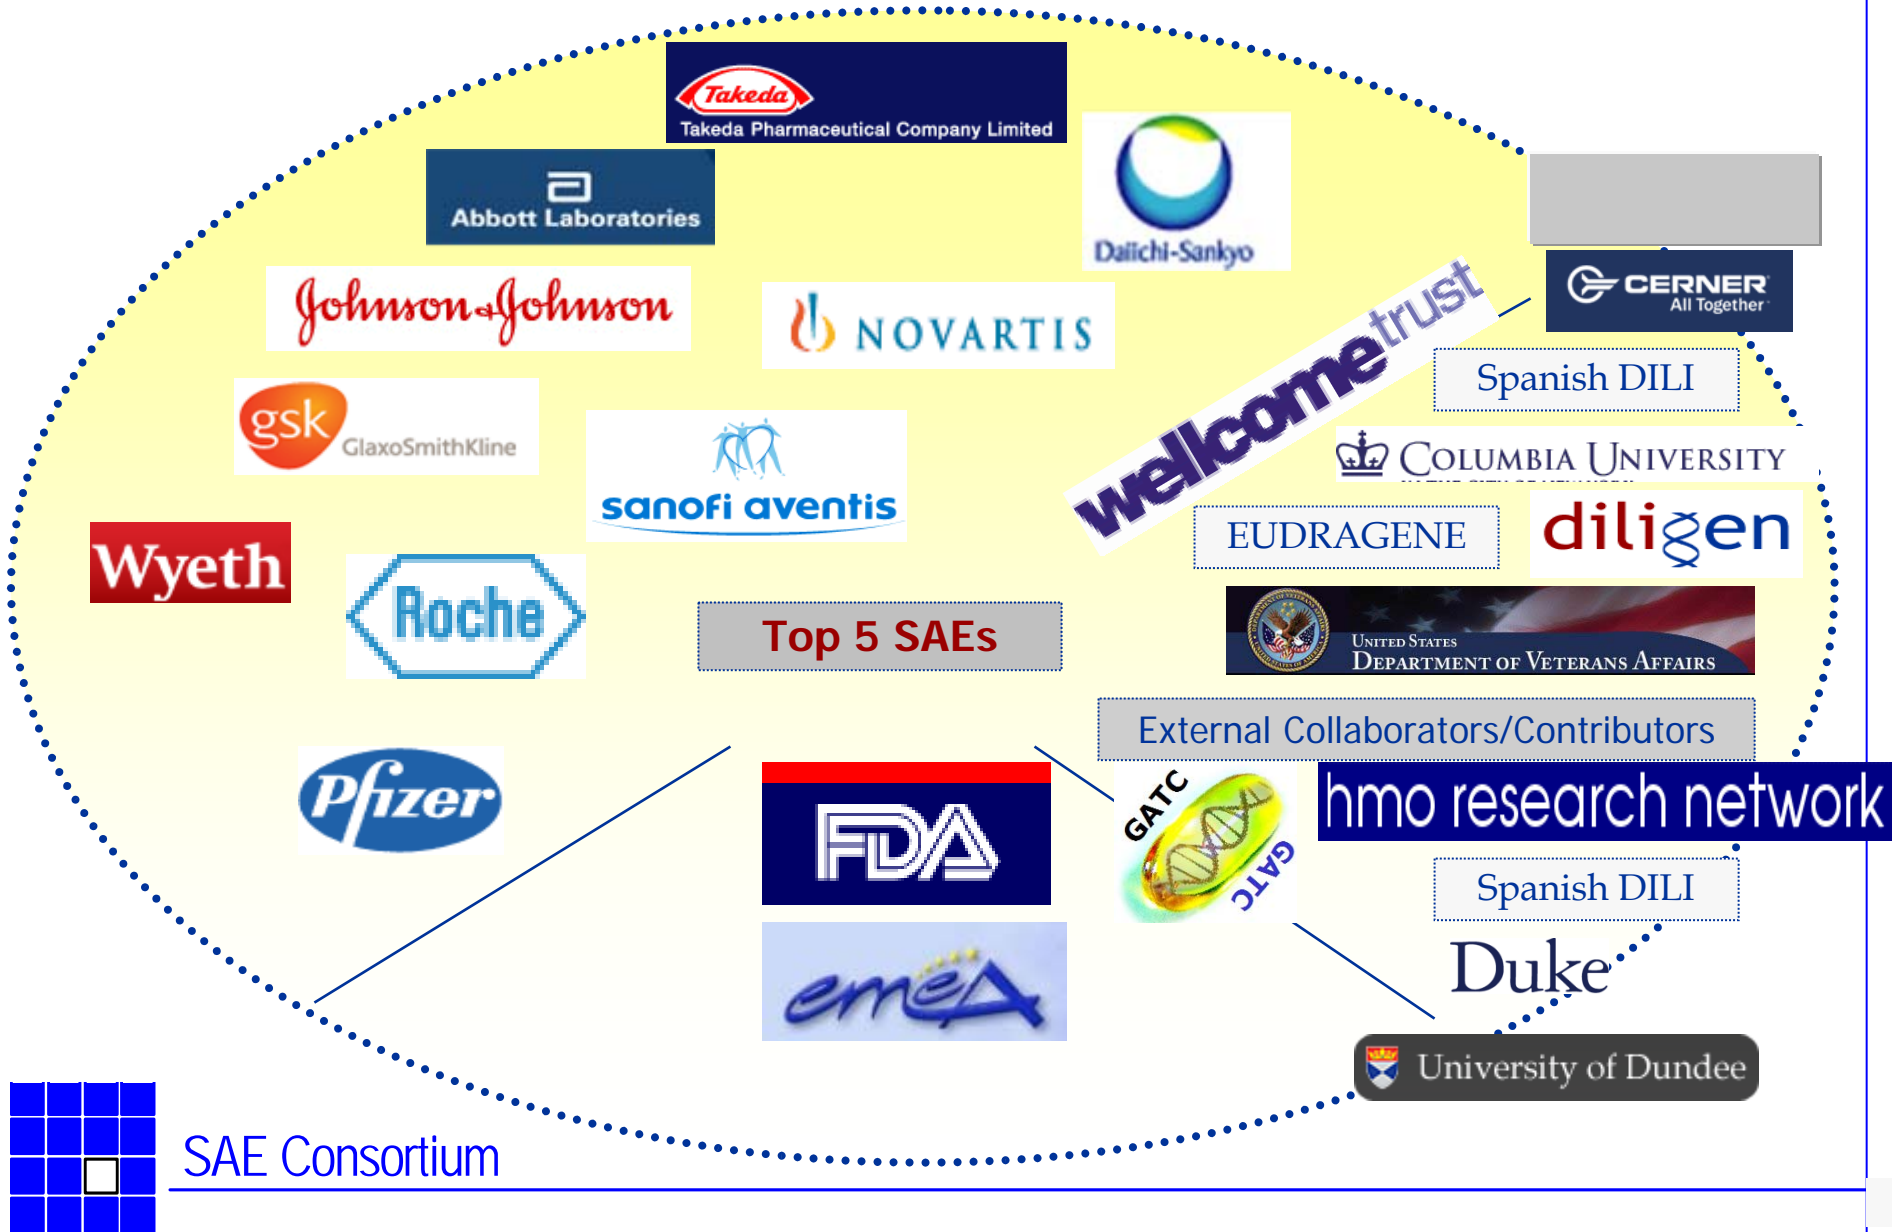 Takeda
Takeda Pharmaceutical Company Limited
Abbott Laboratories
Daiichi-Sankyo
Johnson & Johnson
NOVARTIS
wellcometrust
CERNER
All Together
Spanish DILI
gsk
GlaxoSmithKline
sanofi aventis
COLUMBIA UNIVERSITY
EUDRAGENE
diligen
Wyeth
Roche
Top 5 SAEs
UNITED STATES
DEPARTMENT OF VETERANS AFFAIRS
External Collaborators/Contributors
Pfizer
FDA
GATC
GATC
hmo research network
Spanish DILI
emeA
Duke
University of Dundee
SAE Consortium